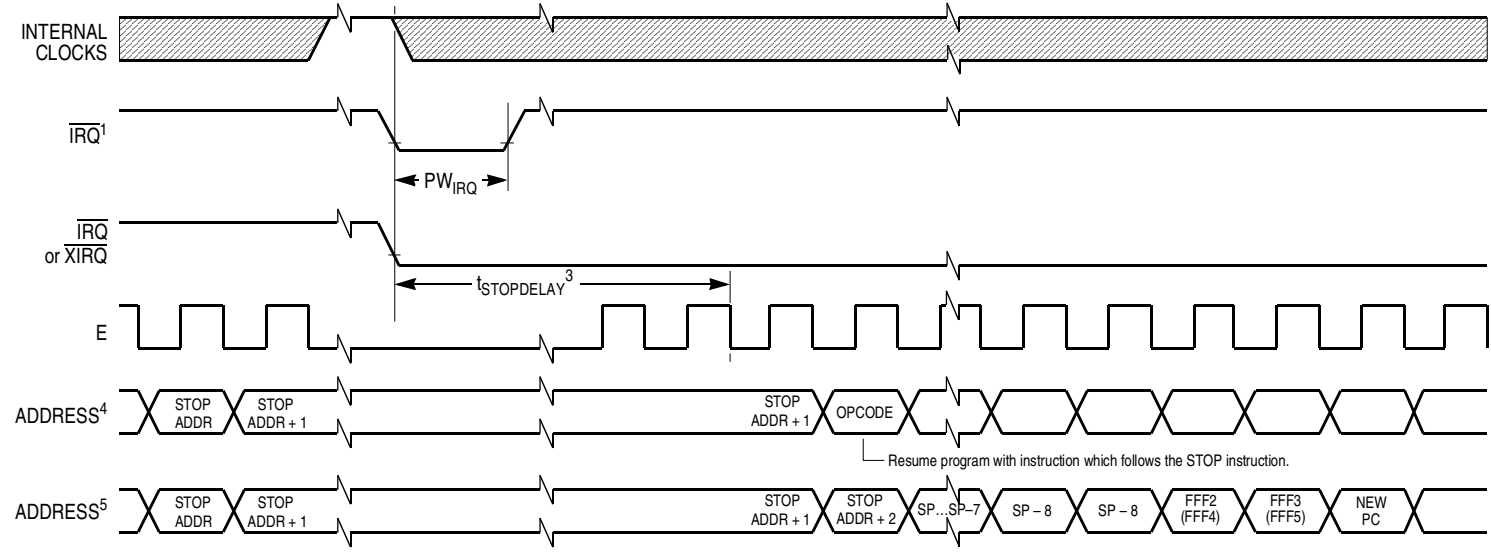 INTERNAL
CLOCKS
IRQ1
PWIRQ
IRQ
or XIRQ
tSTOPDELAY3
E
ADDRESS4
STOP
ADDR
STOP
ADDR + 1
STOP
ADDR + 1
OPCODE
Resume program with instruction which follows the STOP instruction.
ADDRESS5
STOP
ADDR
STOP
ADDR + 1
STOP
ADDR + 1
STOP
ADDR + 2
SP…SP–7
SP – 8
SP – 8
FFF2
(FFF4)
FFF3
(FFF5)
NEW
PC